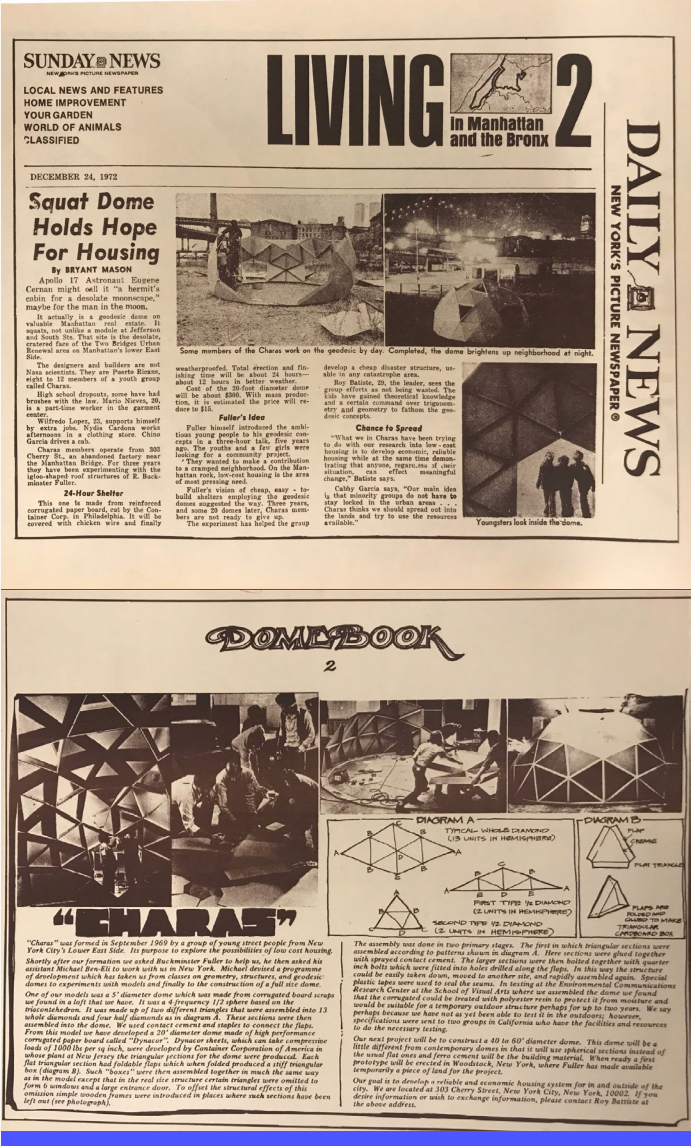 SUNDAY NEWS
NEW YORK'S PICTURE NEWSPAPER
LOCAL NEWS AND FEATURES
HOME IMPROVEMENT
YOUR GARDEN
WORLD OF ANIMALS
CLASSIFIED
LIVING 2
in Manhattan
and the Bronx
DAILY NEWS
NEW YORK'S PICTURE NEWSPAPER®
DECEMBER 24, 1972
Squat Dome
Holds Hope
For Housing
By BRYANT MASON
Apollo 17 Astronaut Eugene
Cernan might call it "a hermit's
cabin for a desolate moonscape,"
maybe for the man in the moon.
It actually is a geodesic dome on
valuable Manhattan real estate. It
squats, not unlike a module at Jefferson
and South Sts. That site is the desolate,
cratered face of the Two Bridges Urban
Renewal area on Manhattan's lower East
Side.
The designers and builders are not
Nasa scientists. They are Puerto Ricans,
eight to 12 members of a youth group
called Charas.
High school dropouts, some have had
brushes with the law, Mario Nieves, 20,
is a part-time worker in the garment
center.
Wilfredo Lopez, 23, supports himself
by extra jobs. Nydia Cardona works
afternoons in a clothing store. Chino
Garcia drives a cab.
Charas members operate from 303
Cherry St., an abandoned factory near
the Manhattan Bridge. For three years
they have been experimenting with the
igloo-shaped roof structures of R. Buck-
minister Fuller.
24-Hour Shelter
This one is made from reinforced
corrugated paper board, cut by the Con-
tainer Corp. in Philadelphia. It will be
covered with chicken wire and finally
Some members of the Charas work on the geodesic by day. Completed, the dome brightens up neighborhood at night.
weatherproofed. Total erection and fin-
ishing time will be about 24 hours—
about 12 hours in better weather.
Cost of the 20-foot diameter dome
will be about $300. With mass produc-
tion, it is estimated the price will re-
duce to $15.
Fuller's Idea
Fuller himself introduced the ambi-
tious young people to his geodesic con-
cepts in a three-hour talk, five years
ago. The youths and a few girls were
looking for a community project.
'They wanted to make a contribution
to a cramped neighborhood. On the Man-
hattan rock, low-cost housing is the area
of most pressing need.
Fuller's vision of cheap, easy - to-
build shelters employing the geodesic
domes suggested the way. Three years,
and some 20 domes later, Charas mem-
bers are not ready to give up.
The experiment has helped the group
develop a cheap disaster structure, us-
able in any catastrophe area.
Roy Batiste, 29, the leader, sees the
group efforts as not being wasted. The
kids have gained theoretical knowledge
and a certain command over trigonom-
etry and geometry to fathom the geo-
desic concepts.
Chance to Spread
"What we in Charas have been trying
to do with our research into low - cost
housing is to develop economic, reliable
housing while at the same time demon-
strating that anyone, regardless of their
situation, can effect meaningful
change," Batiste says.
Cabby Garcia says, "Our main idea
is that minority groups do not have to
stay locked in the urban areas . . .
Charas thinks we should spread out into
the lands and try to use the resources
available."
Youngsters look inside the dome.
DOMEBOOK
2
DIAGRAM A
TYPICAL WHOLE DIAMOND
(13 UNITS IN HEMISPHERE)
FIRST TYPE 1/2 DIAMOND
(2 UNITS IN HEMISPHERE)
SECOND TYPE 1/2 DIAMOND
(2 UNITS IN HEMISPHERE)
DIAGRAM B
FLAP
CREASE
FLAT TRIANGLE
FLAPS ARE
FOLDED AND
GLUED TO MAKE
TRIANGULAR
CARDBOARD BOX
"CHARAS"
"Charas" was formed in September 1969 by a group of young street people from New
York City's Lower East Side. Its purpose to explore the possibilities of low cost housing.
Shortly after our formation we asked Buckminster Fuller to help us, he then asked his
assistant Michael Ben-Eli to work with us in New York. Michael devised a programe
of development which has taken us from classes on geometry, structures, and geodesic
domes to experiments with models and finally to the construction of a full size dome.
One of our models was a 5' diameter dome which was made from corrugated board scraps
we found in a loft that we have. It was a 4-frequency 1/2 sphere based on the
triacontehedron. It was made up of two different triangles that were assembled into 13
whole diamonds and four half diamonds as in diagram A. These sections were then
assembled into the dome. We used contact cement and staples to connect the flaps.
From this model we have developed a 20' diameter dome made of high performance
corrugated paper board called "Dynacor". Dynacor sheets, which can take compressive
loads of 1000 lbs per sq inch, were developed by Container Corporation of America in
whose plant at New Jersey the triangular sections for the dome were produced. Each
flat triangular section had foldable flaps which when folded produced a stiff triangular
box (diagram B). These "boxes" were then assembled together in much the same way
as in the model except that in the real size structure certain triangles were omitted to
form 6 windows and a large entrance door. To offset the structural effects of this
omission simple wooden frames were introduced in places where such sections have been
left out (see photograph).
The assembly was done in two primary stages. The first in which triangular sections were
assembled according to patterns shown in diagram A. Here sections were glued together
with sprayed contact cement. The larger sections were then bolted together with quarter
inch bolts which were fitted into holes drilled along the flaps. In this way the structure
could be easily taken down, moved to another site, and rapidly assembled again. Special
plastic tapes were used to seal the seams. In testing at the Environmental Communications
Research Center at the School of Visual Arts where we assembled the dome we found
that the corrugated could be treated with polyester resin to protect it from moisture and
would be suitable for a temporary outdoor structure perhaps for up to two years. We say
perhaps because we have not as yet been able to test it in the outdoors; however,
specifications were sent to two groups in California who have the facilities and resources
to do the necessary testing.
Our next project will be to construct a 40 to 60' diameter dome. This dome will be a
little different from contemporary domes in that it will use spherical sections instead of
the usual flat ones and ferro cement will be the building material. When ready a first
prototype will be erected in Woodstock, New York, where Fuller has made available
temporarily a piece of land for the project.
Our goal is to develop a reliable and economic housing system for in and outside of the
city. We are located at 303 Cherry Street, New York City, New York, 10002. If you
desire information or wish to exchange information, please contact Roy Battiste at
the above address.